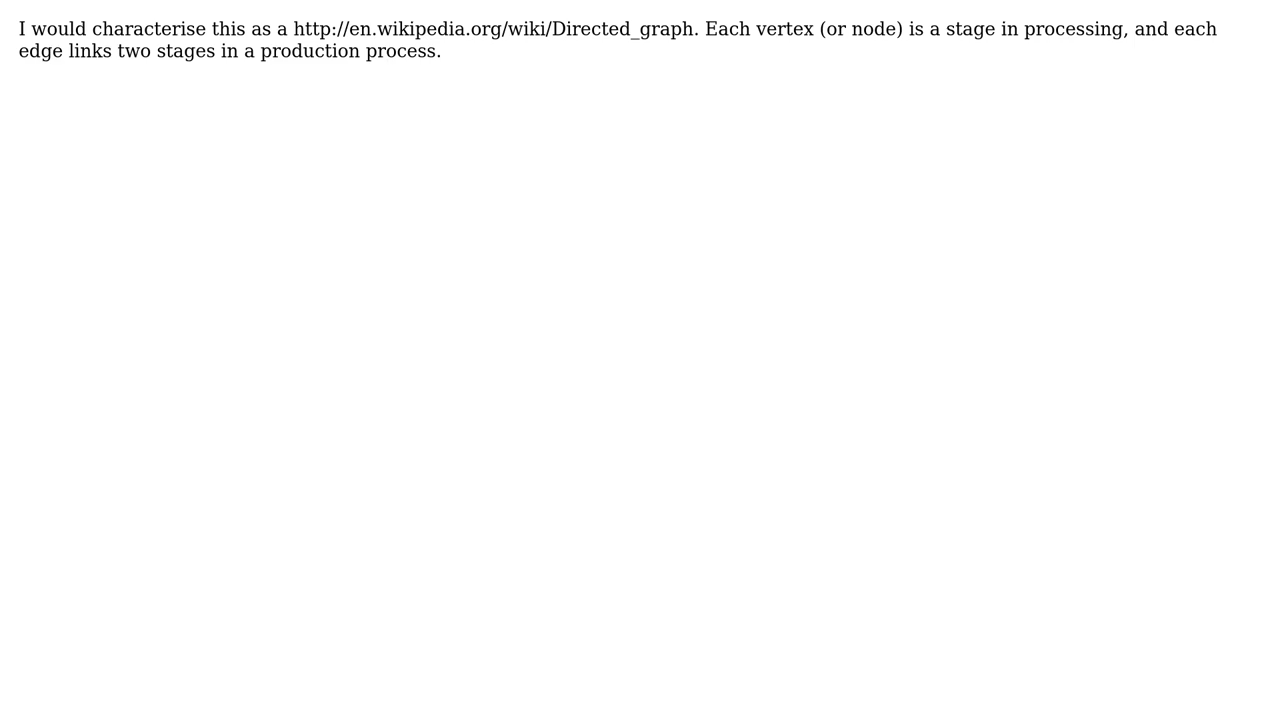 I would characterise this as a http://en.wikipedia.org/wiki/Directed_graph. Each vertex (or node) is a stage in processing, and each
edge links two stages in a production process.